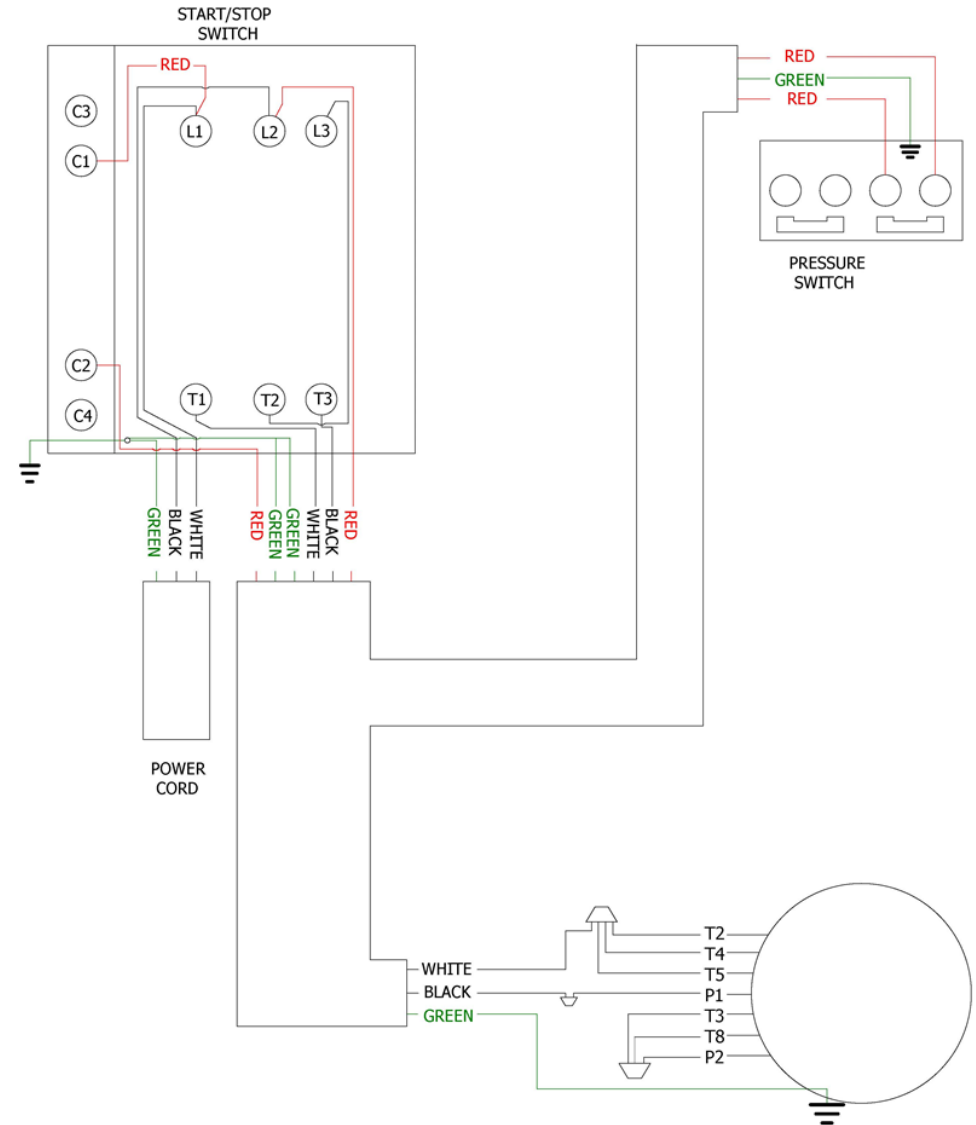 START/STOP
SWITCH
RED
C3
C1
L1
L2
L3
C2
C4
T1
T2
T3
RED
GREEN
RED
PRESSURE
SWITCH
GREEN
BLACK
WHITE
RED
GREEN
GREEN
WHITE
BLACK
RED
POWER
CORD
WHITE
BLACK
GREEN
T2
T4
T5
P1
T3
T8
P2